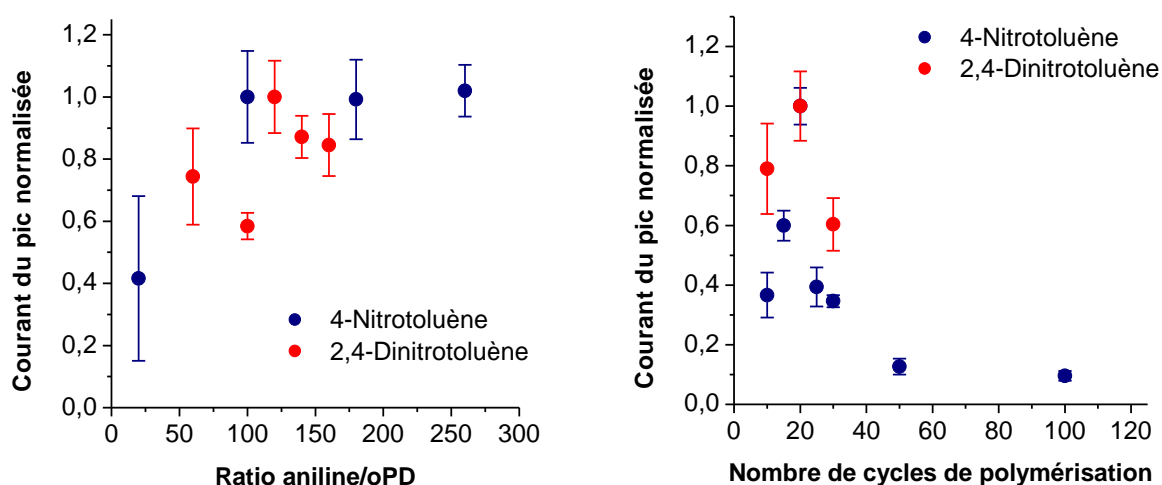 Courant du pic normalisée
1,2
1,0
0,8
0,6
0,4
0,2
0,0
4-Nitrotoluène
2,4-Dinitrotoluène
0 50 100 150 200 250 300
Ratio aniline/oPD
Courant du pic normalisée
1,2
1,0
0,8
0,6
0,4
0,2
0,0
4-Nitrotoluène
2,4-Dinitrotoluène
0 20 40 60 80 100 120
Nombre de cycles de polymérisation